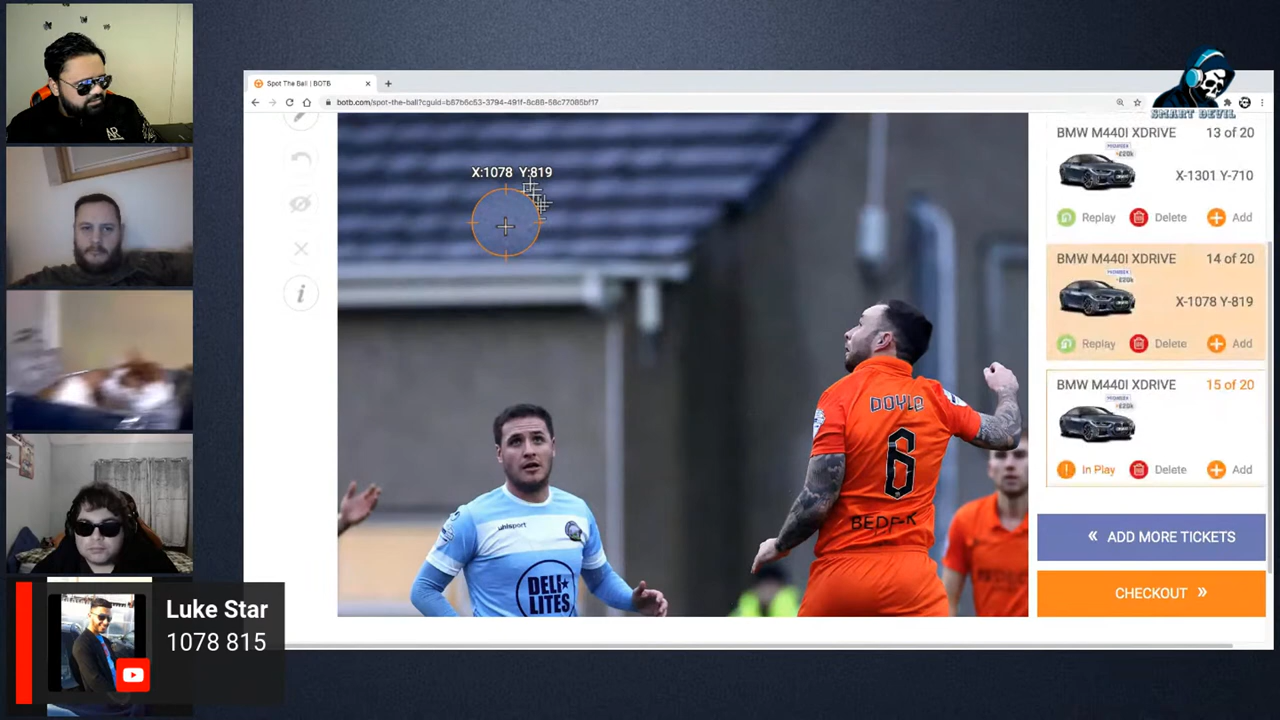 Spot The Ball | BOTB
botb.com/spot-the-ball?cguid=b87b6c53-3794-491f-8c88-58c77085bf17
SMART DEVIL
X:1078 Y:819
BMW M440I XDRIVE 13 of 20
X-1301 Y-710
Replay Delete Add
BMW M440I XDRIVE 14 of 20
X-1078 Y-819
Replay Delete Add
BMW M440I XDRIVE 15 of 20
In Play Delete Add
« ADD MORE TICKETS
CHECKOUT »
DOYLE
6
uhlsport
DELI
LITES
Luke Star
1078 815